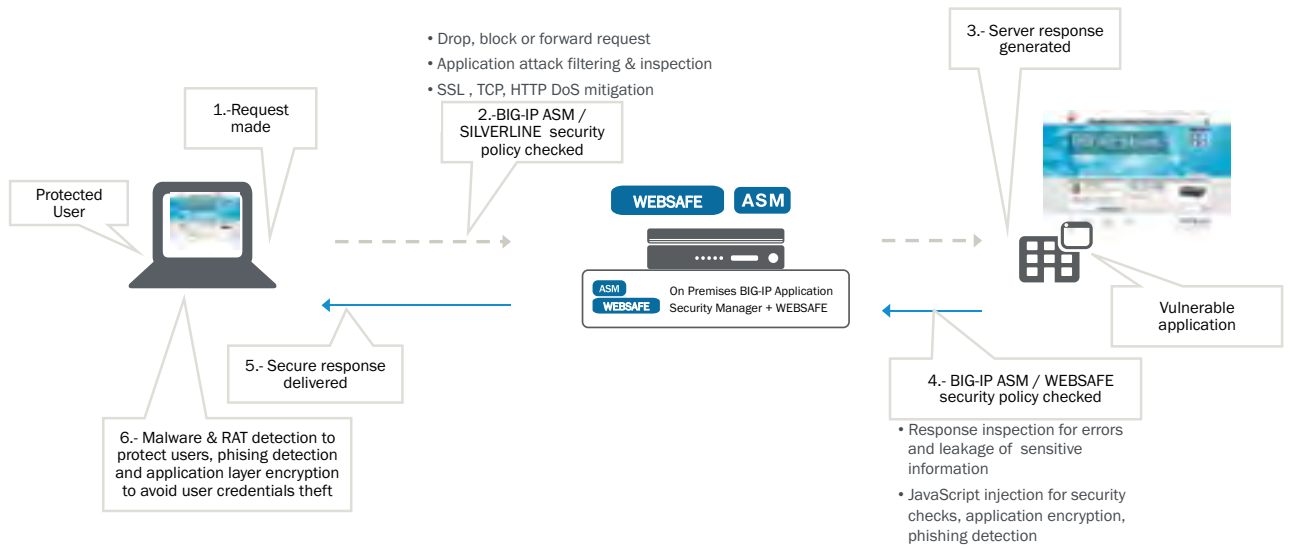 • Drop, block or forward request
• Application attack filtering & inspection
• SSL , TCP, HTTP DoS mitigation
1.-Request
made
2.-BIG-IP ASM /
SILVERLINE security
policy checked
3.- Server response
generated
Protected
User
WEBSAFE
ASM
ASM
WEBSAFE
On Premises BIG-IP Application
Security Manager + WEBSAFE
Vulnerable
application
4.- BIG-IP ASM / WEBSAFE
security policy checked
• Response inspection for errors
and leakage of sensitive
information
• JavaScript injection for security
checks, application encryption,
phishing detection
5.- Secure response
delivered
6.- Malware & RAT detection to
protect users, phising detection
and application layer encryption
to avoid user credentials theft